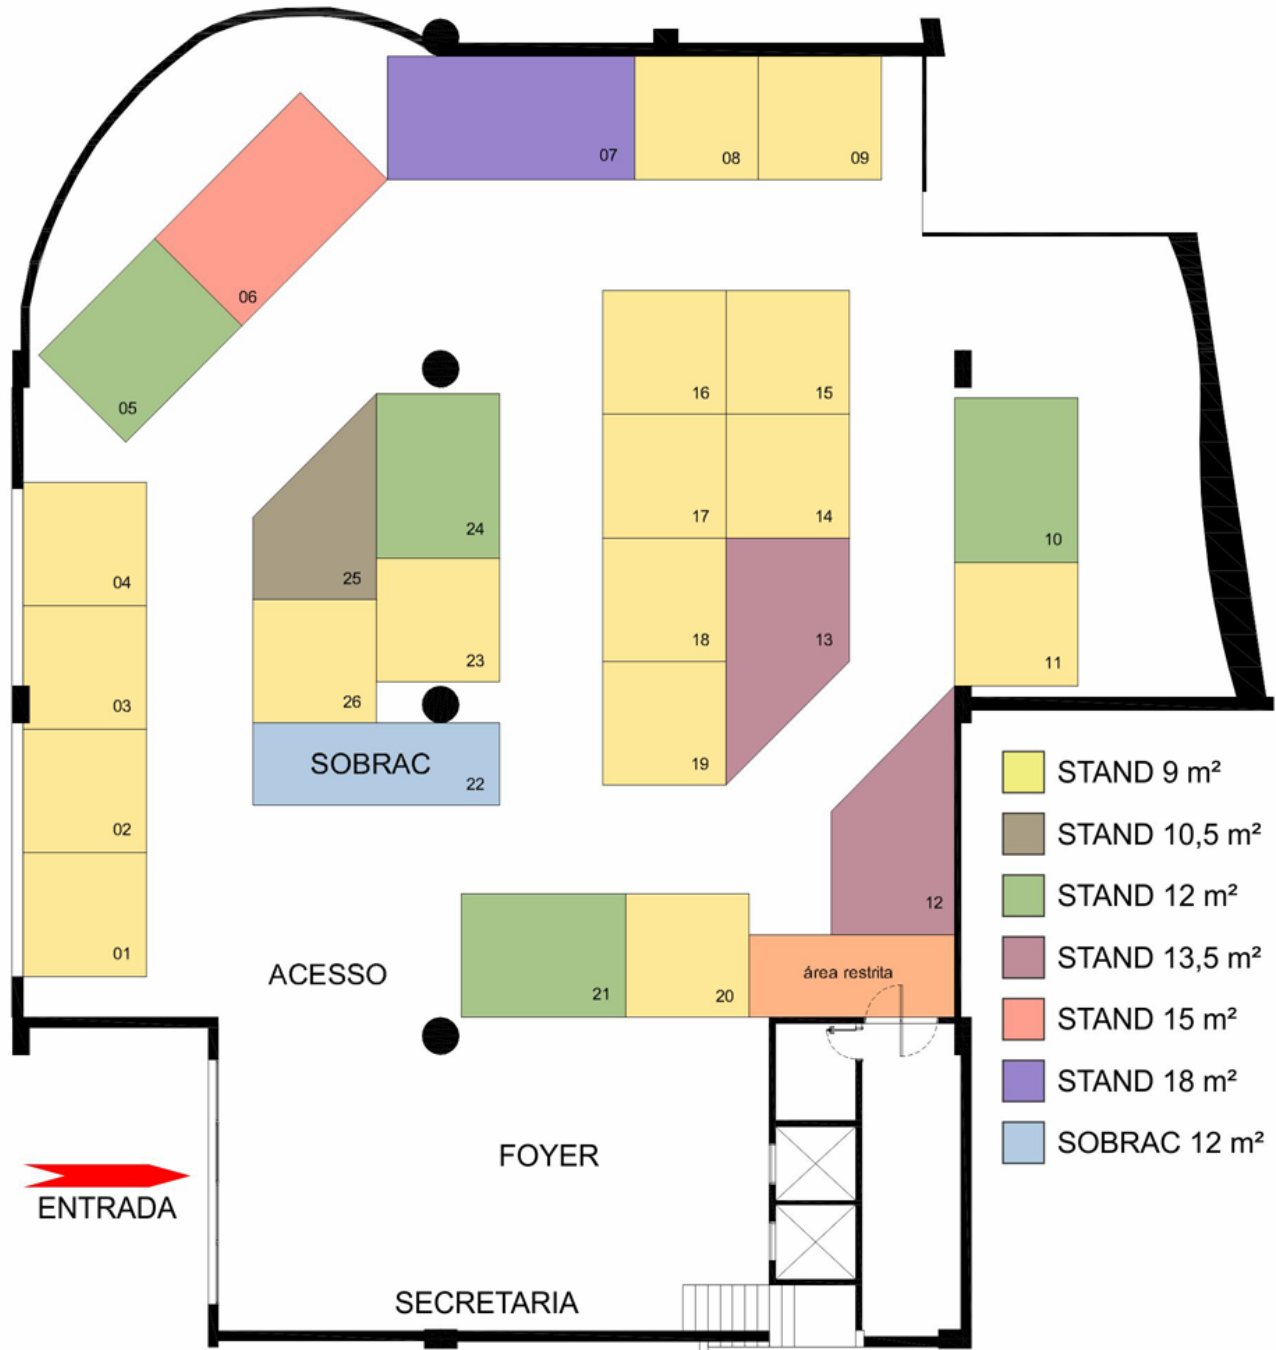 07
08
09
06
05
16
15
17
14
24
10
25
04
18
13
23
11
26
03
SOBRAC
22
19
02
12
01
21
20
área restrita
ACESSO
STAND 9 m²
STAND 10,5 m²
STAND 12 m²
STAND 13,5 m²
STAND 15 m²
STAND 18 m²
SOBRAC 12 m²
FOYER
ENTRADA
SECRETARIA